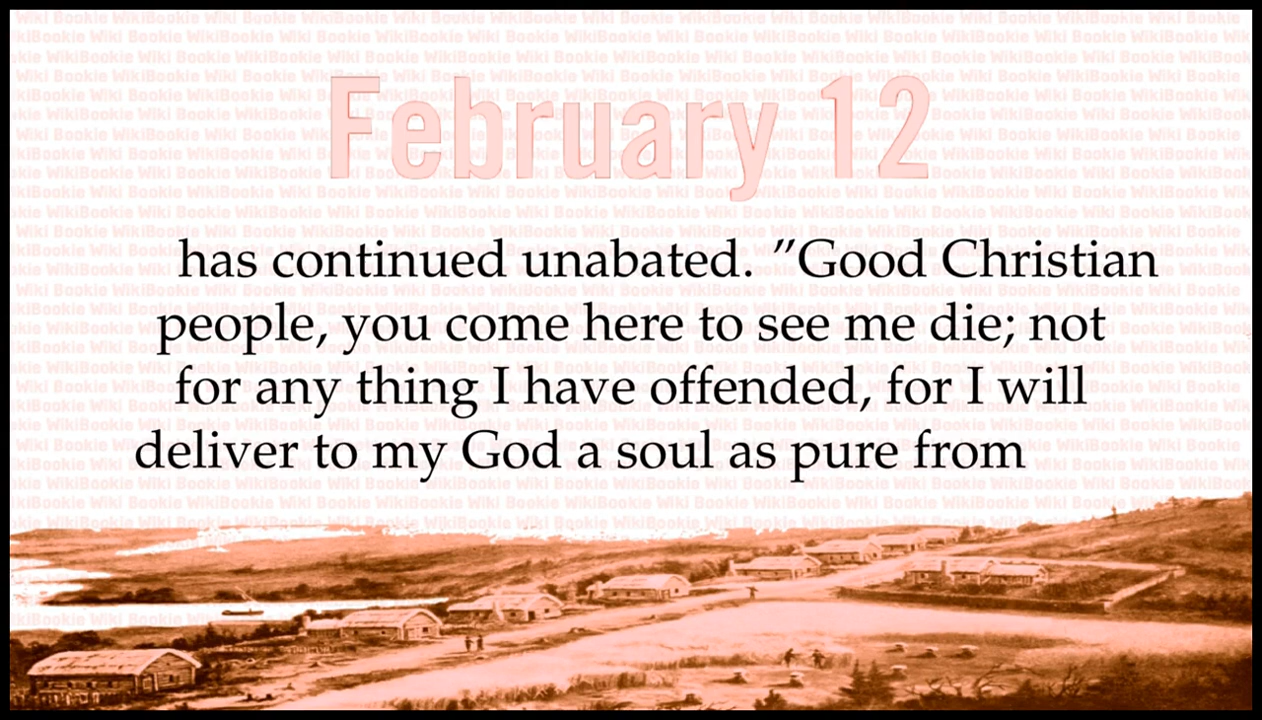 February 12
has continued unabated. ”Good Christian
people, you come here to see me die; not
for any thing I have offended, for I will
deliver to my God a soul as pure from